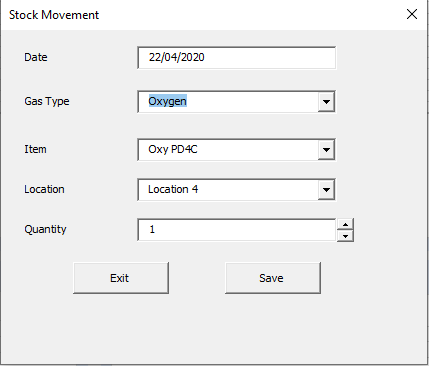 Stock Movement
Date 22/04/2020
Gas Type Oxygen
Item Oxy PD4C
Location Location 4
Quantity 1
Exit Save